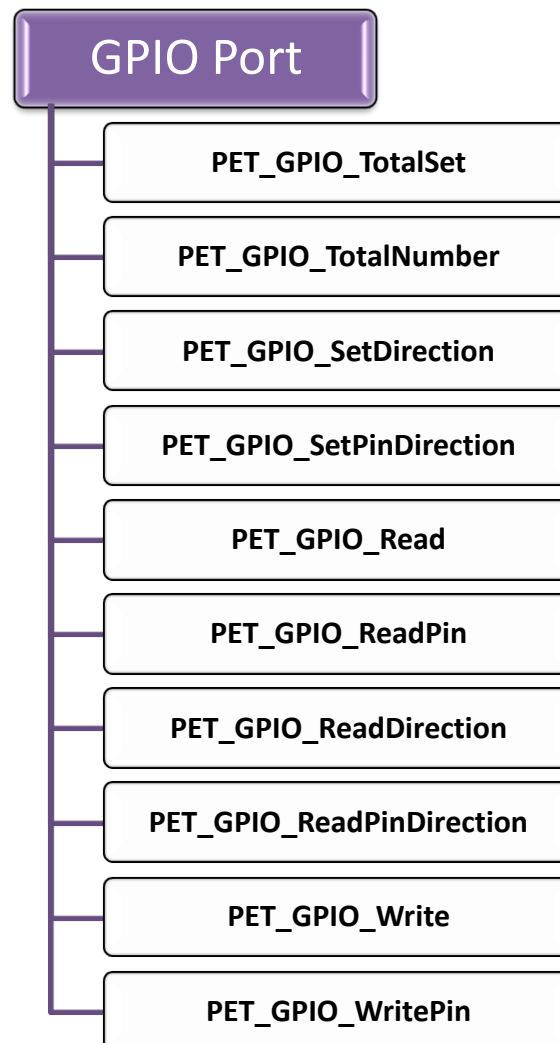 GPIO Port
PET_GPIO_TotalSet
PET_GPIO_TotalNumber
PET_GPIO_SetDirection
PET_GPIO_SetPinDirection
PET_GPIO_Read
PET_GPIO_ReadPin
PET_GPIO_ReadDirection
PET_GPIO_ReadPinDirection
PET_GPIO_Write
PET_GPIO_WritePin